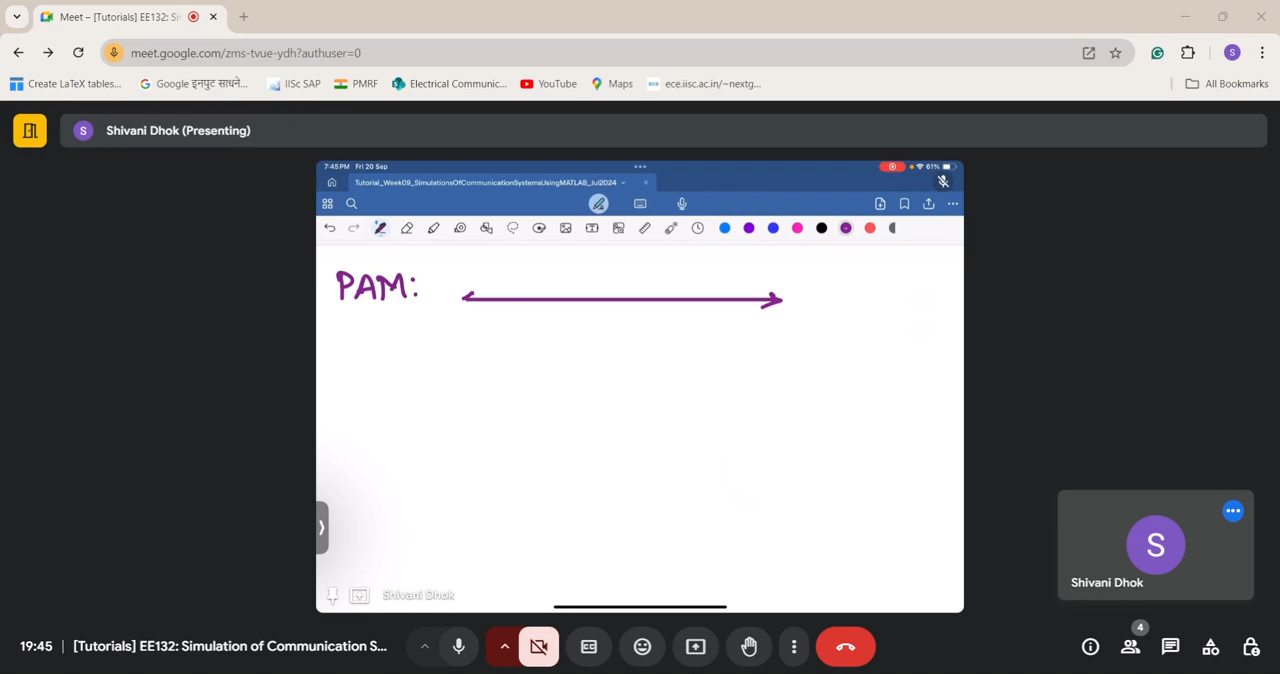 Meet – [Tutorials] EE132: Si
meet.google.com/zms-tvue-ydh?authuser=0
S
Create LaTeX tables... Google इनपुट साधने... IISc SAP PMRF Electrical Communic... YouTube Maps ece.iisc.ac.in/~nextg... All Bookmarks
S Shivani Dhok (Presenting)
7:45 PM Fri 20 Sep 61%
Tutorial_Week09_SimulationsOfCommunicationSystemsUsingMATLAB_Jul2024
PAM:
S
Shivani Dhok
Shivani Dhok
4
19:45 | [Tutorials] EE132: Simulation of Communication S...